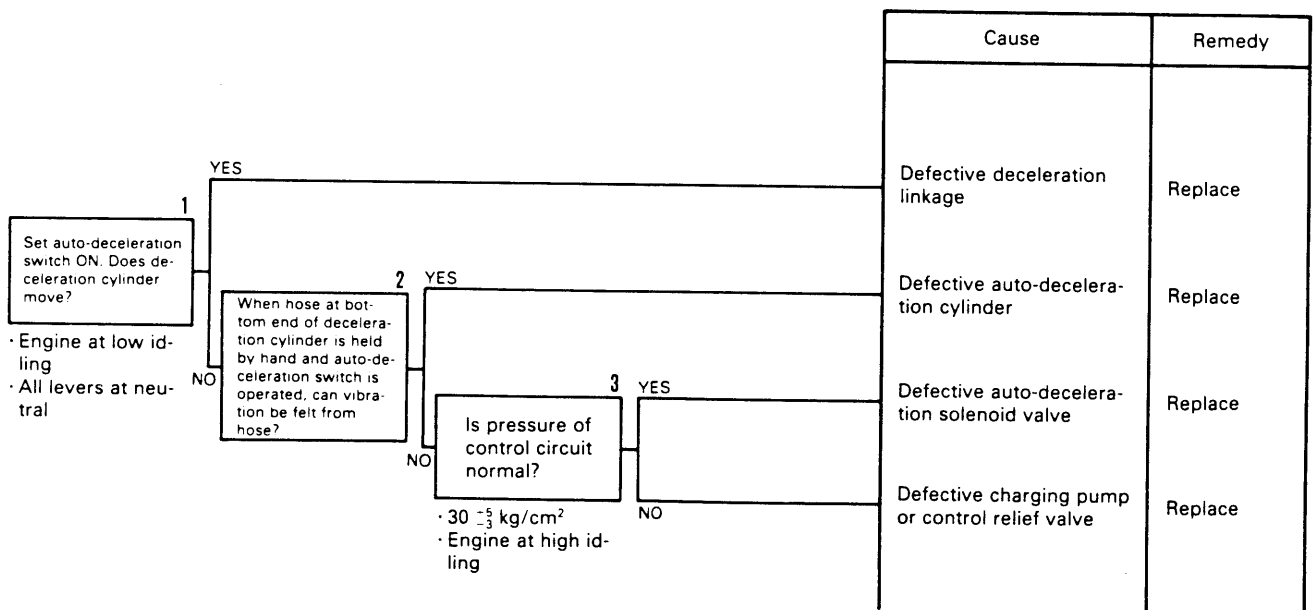 Cause
Remedy
YES
Defective deceleration
linkage
Replace
1
Set auto-deceleration
switch ON. Does de-
celeration cylinder
move?
· Engine at low id-
ling
· All levers at neu-
tral
NO
2
When hose at bot-
tom end of decelera-
tion cylinder is held
by hand and auto-de-
celeration switch is
operated, can vibra-
tion be felt from
hose?
YES
Defective auto-decelera-
tion cylinder
Replace
NO
3
Is pressure of
control circuit
normal?
· 30 ⁻⁵₋₃ kg/cm²
· Engine at high id-
ling
YES
Defective auto-decelera-
tion solenoid valve
Replace
NO
Defective charging pump
or control relief valve
Replace